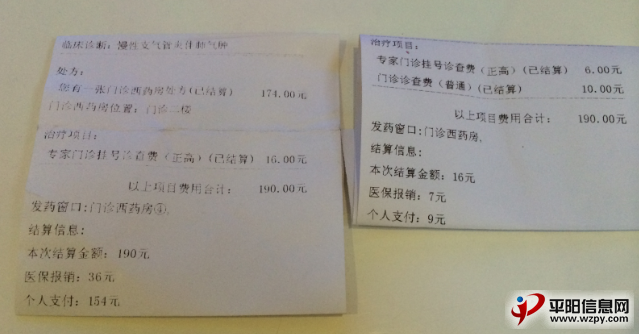 临床诊断：慢性支气管炎伴肺气肿
处方：
您有一张门诊西药房处方(已结算) 174.00元
门诊西药房位置：门诊二楼
治疗项目：
专家门诊挂号诊查费（正高）(已结算) 16.00元
以上项目费用合计： 190.00元
发药窗口:门诊西药房④,
结算信息:
本次结算金额: 190元
医保报销: 36元
个人支付: 154元
治疗项目:
专家门诊挂号诊查费（正高）(已结算) 6.00元
门诊诊查费（普通）(已结算) 10.00元
以上项目费用合计: 190.00元
发药窗口:门诊西药房,
结算信息:
本次结算金额: 16元
医保报销: 7元
个人支付: 9元
平阳信息网
www.wzpy.com